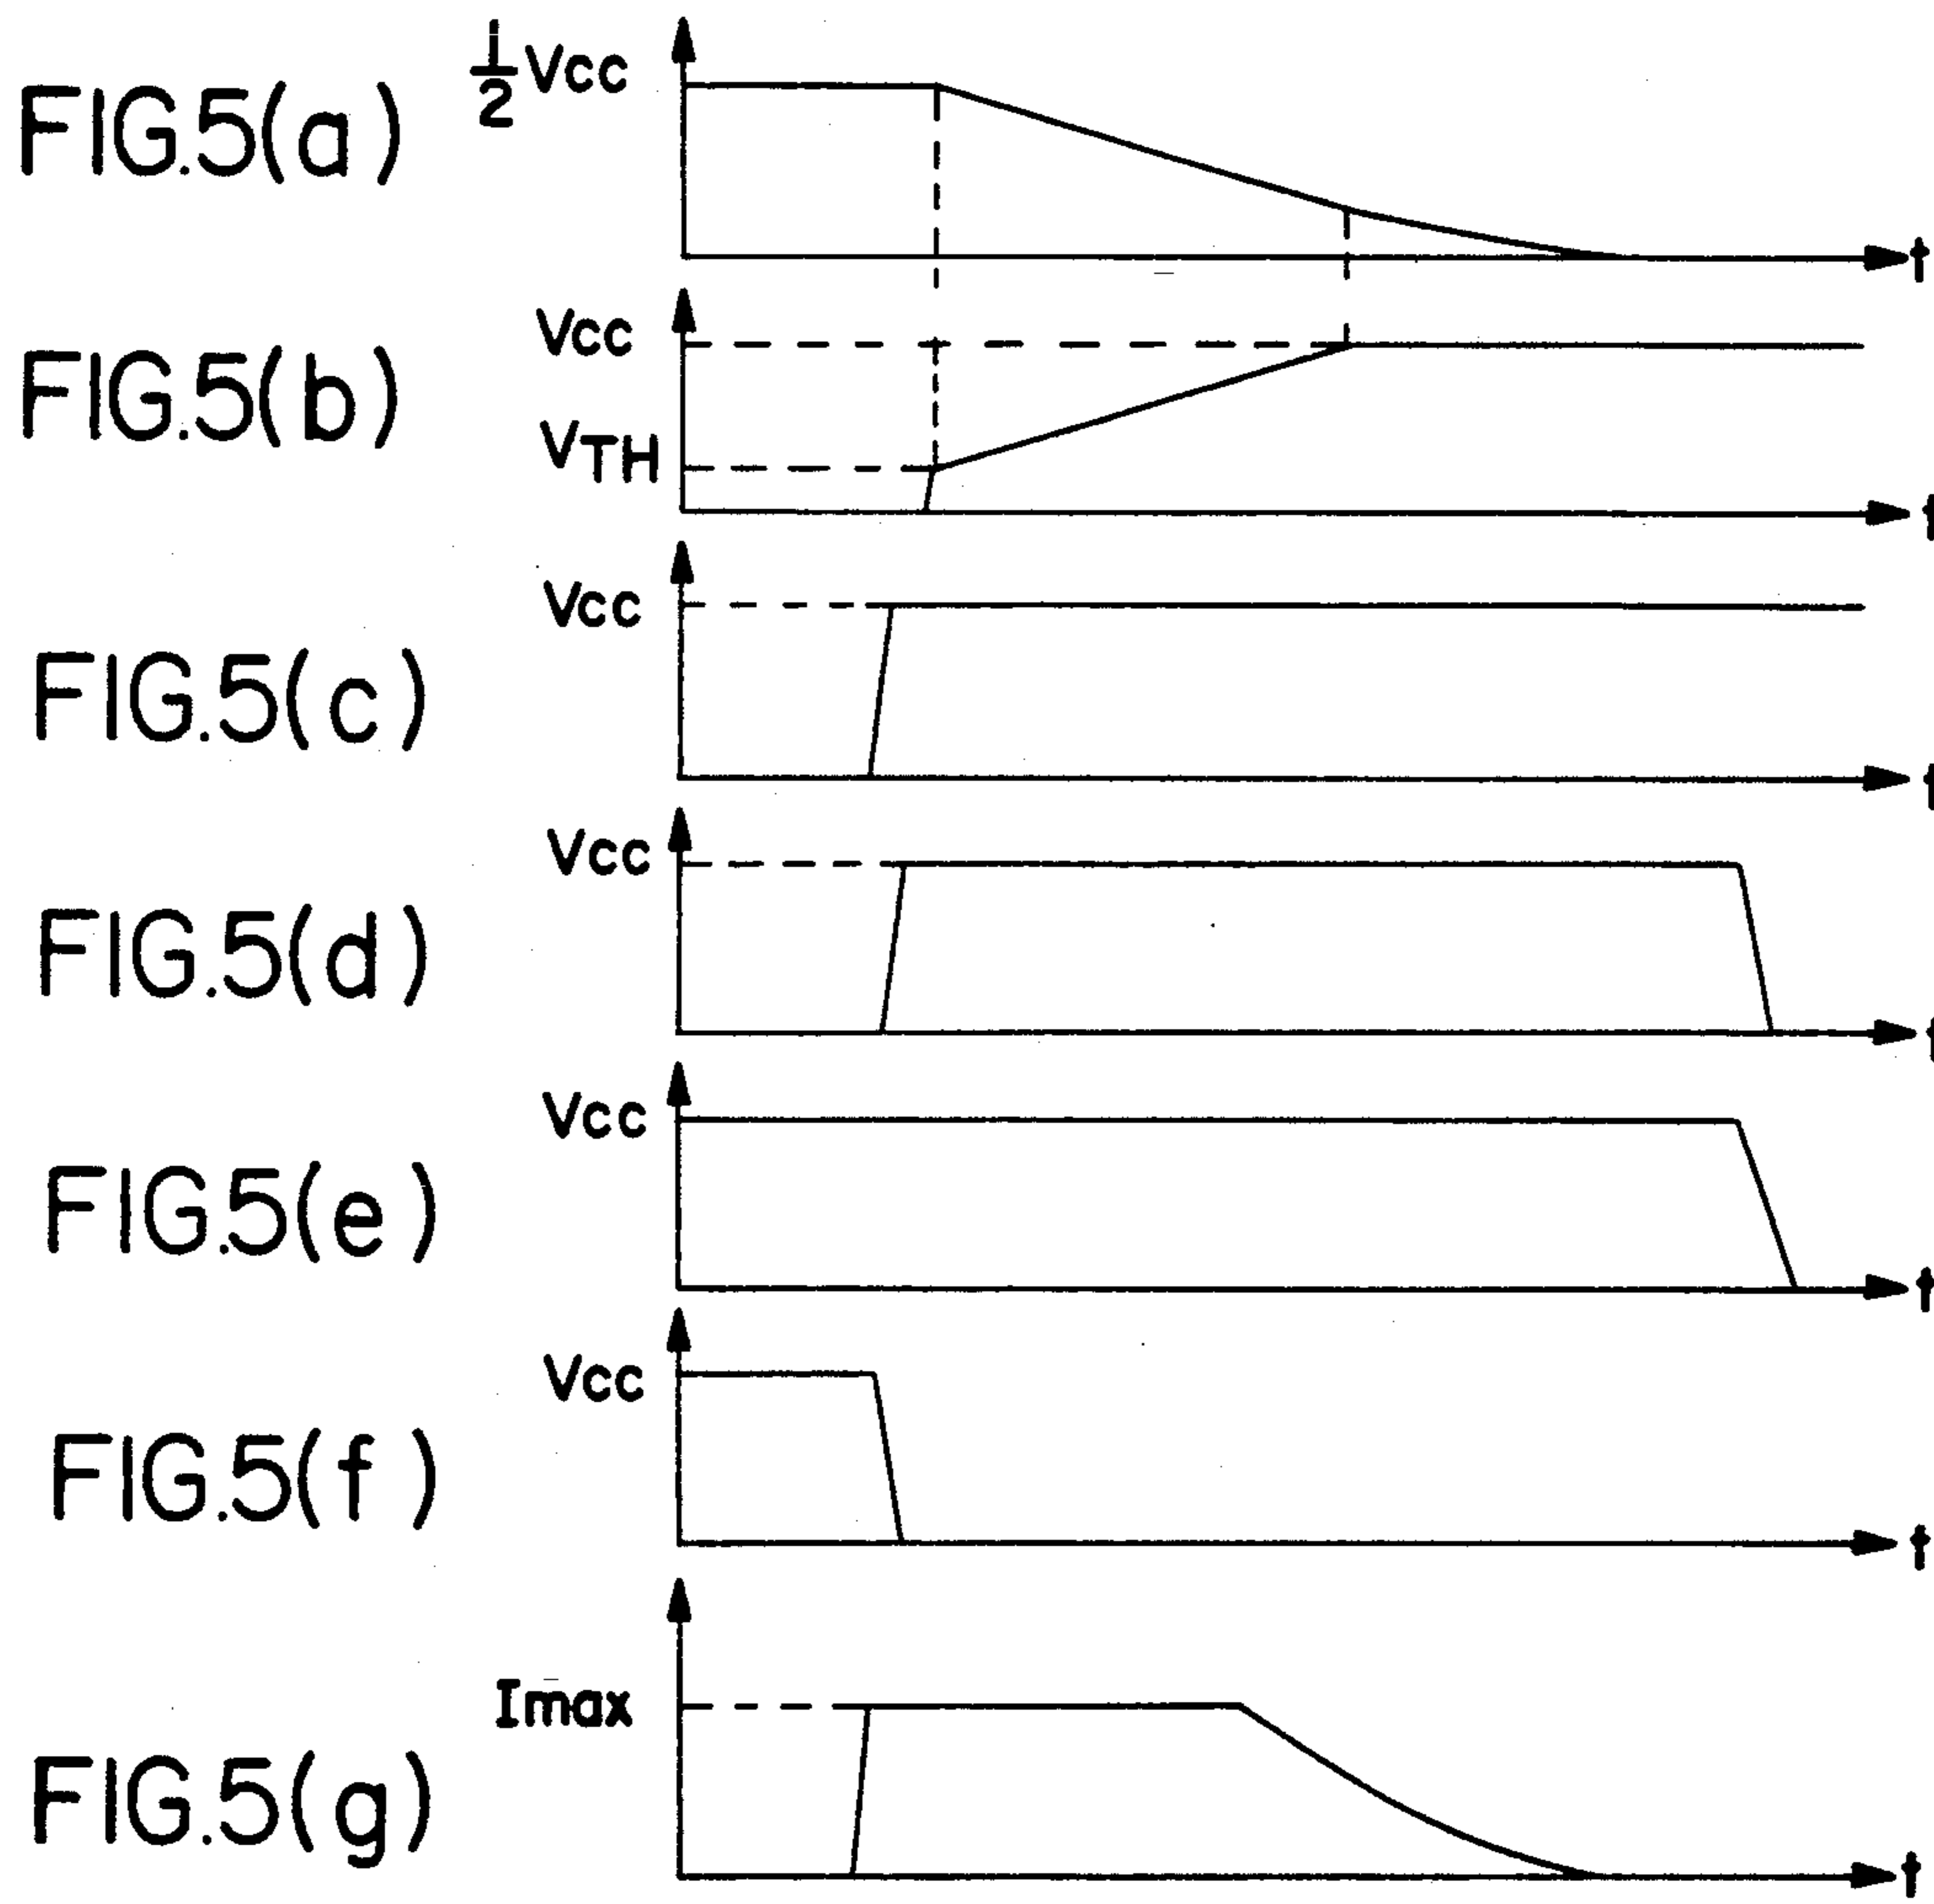 FIG.5(a)
1/2 Vcc
t
FIG.5(b)
Vcc
VTH
t
FIG.5(c)
Vcc
t
FIG.5(d)
Vcc
t
FIG.5(e)
Vcc
t
FIG.5(f)
Vcc
t
FIG.5(g)
Imax
t